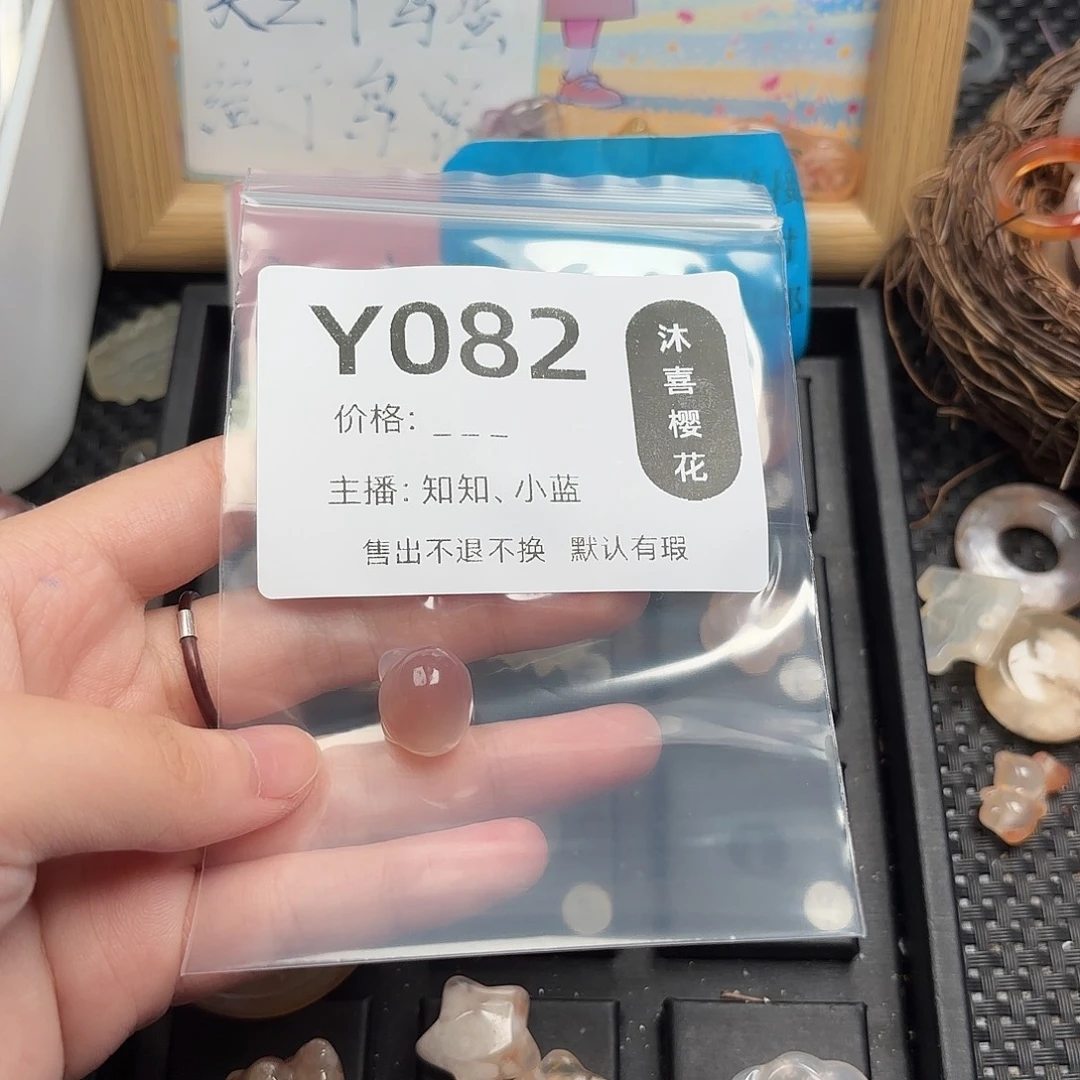 Y082
价格: _ _ _
主播: 知知、小蓝
售出不退不换 默认有瑕
沐喜樱花